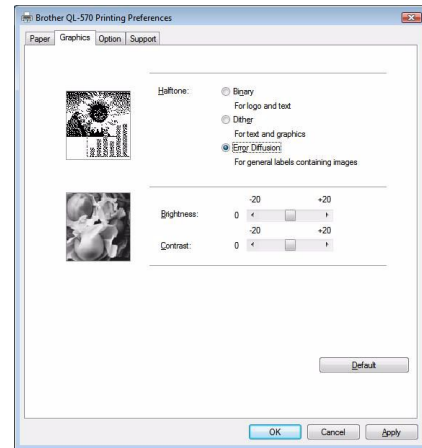 Brother QL-570 Printing Preferences
Paper Graphics Option Support
Halftone: Binary
For logo and text
Dither
For text and graphics
Error Diffusion
For general labels containing images
-20 +20
Brightness: 0
-20 +20
Contrast: 0
Default
OK Cancel Apply